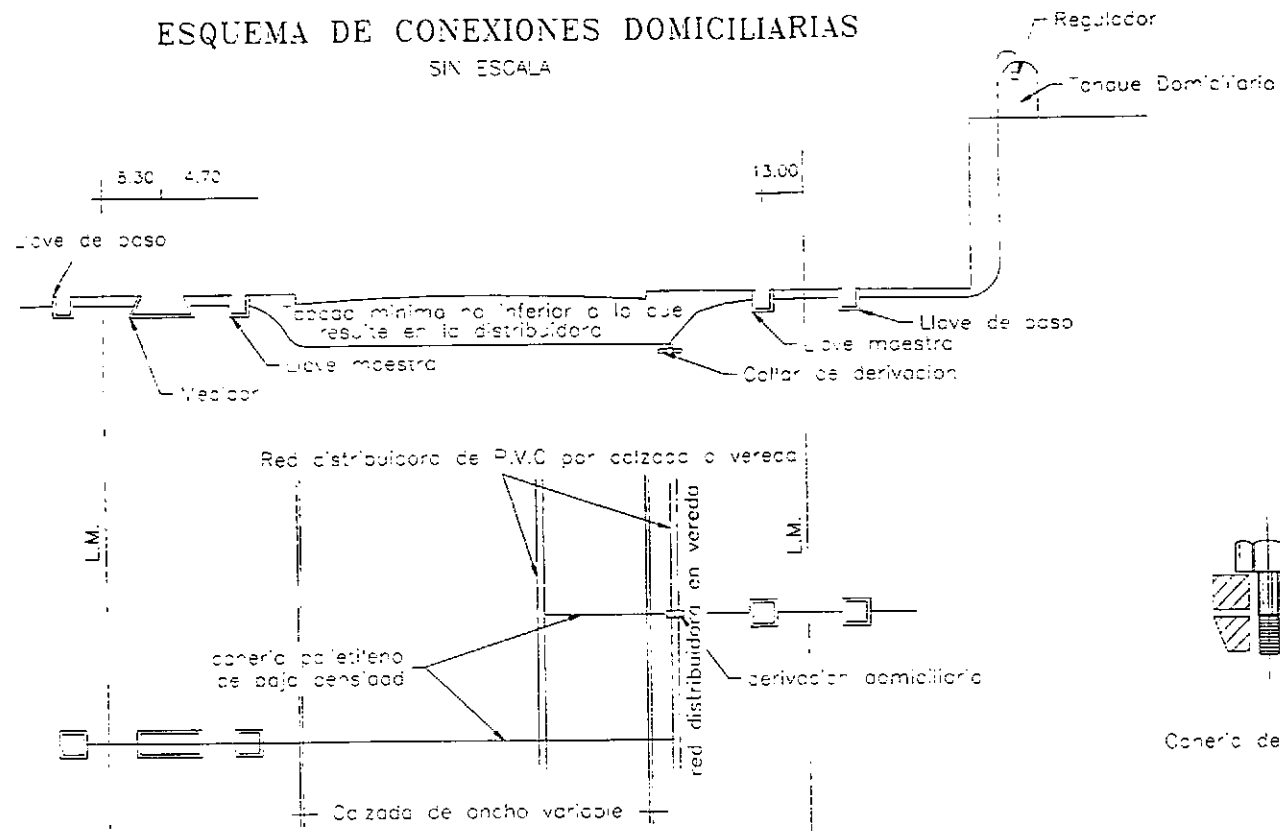 ESQUEMA DE CONEXIONES DOMICILIARIAS
SIN ESCALA
Regulador
Tanque Domiciliario
4.70
13.00
Llave de paso
Tapada minima no inferior a la que
resulte en la distribuidora
Llave de paso
Llave maestra
Llave maestra
Collar de derivacion
Medidor
Red distribuidora de P.V.C por calzada o vereda
L.M.
red distribuidora en vereda
L.M.
cañeria polietileno
de baja densidad
derivacion domiciliaria
Cañeria de
Calzada de ancho variable